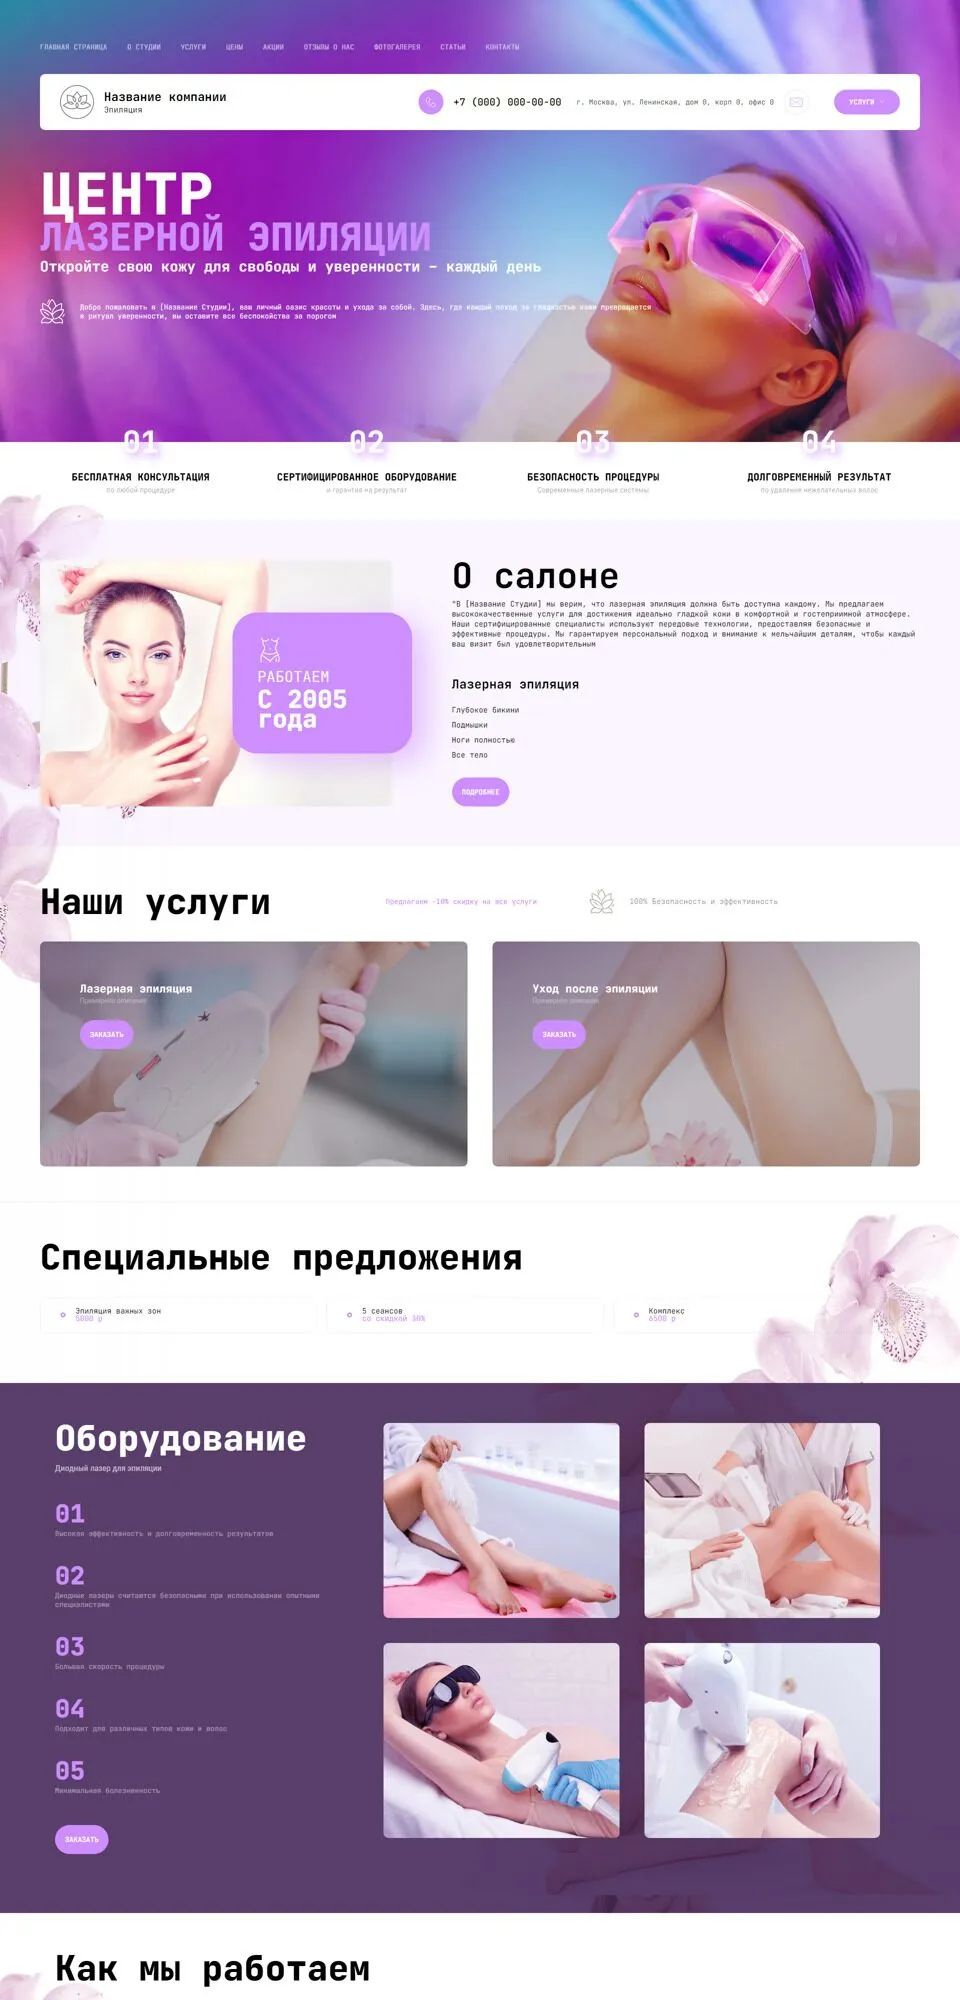 ГЛАВНАЯ СТРАНИЦА О СТУДИИ УСЛУГИ ЦЕНЫ АКЦИИ ОТЗЫВЫ О НАС ФОТОГАЛЕРЕЯ СТАТЬИ КОНТАКТЫ
Название компании
Эпиляция
+7 (000) 000-00-00
г. Москва, ул. Ленинская, дом 0, корп 0, офис 0
УСЛУГИ
ЦЕНТР
ЛАЗЕРНОЙ ЭПИЛЯЦИИ
Откройте свою кожу для свободы и уверенности – каждый день
Добро пожаловать в [Название Студии], ваш личный оазис красоты и ухода за собой. Здесь, где каждый поход за гладкостью кожи превращается
в ритуал уверенности, вы оставите все беспокойства за порогом
01
БЕСПЛАТНАЯ КОНСУЛЬТАЦИЯ
по любой процедуре
02
СЕРТИФИЦИРОВАННОЕ ОБОРУДОВАНИЕ
и гарантия на результат
03
БЕЗОПАСНОСТЬ ПРОЦЕДУРЫ
Современные лазерные системы
04
ДОЛГОВРЕМЕННЫЙ РЕЗУЛЬТАТ
по удалению нежелательных волос
РАБОТАЕМ
С 2005
года
О салоне
"В [Название Студии] мы верим, что лазерная эпиляция должна быть доступна каждому. Мы предлагаем
высококачественные услуги для достижения идеально гладкой кожи в комфортной и гостеприимной атмосфере.
Наши сертифицированные специалисты используют передовые технологии, предоставляя безопасные и
эффективные процедуры. Мы гарантируем персональный подход и внимание к мельчайшим деталям, чтобы каждый
ваш визит был удовлетворительным
Лазерная эпиляция
Глубокое бикини
Подмышки
Ноги полностью
Все тело
ПОДРОБНЕЕ
Наши услуги
Предлагаем -10% скидку на все услуги
100% Безопасность и эффективность
Лазерная эпиляция
Примерное описание
ЗАКАЗАТЬ
Уход после эпиляции
Примерное описание
ЗАКАЗАТЬ
Специальные предложения
Эпиляция важных зон
5000 р
5 сеансов
со скидкой 30%
Комплекс
6500 р
Оборудование
Диодный лазер для эпиляции
01
Высокая эффективность и долговременность результатов
02
Диодные лазеры считаются безопасными при использовании опытными
специалистами
03
Большая скорость процедуры
04
Подходит для различных типов кожи и волос
05
Минимальная болезненность
ЗАКАЗАТЬ
Как мы работаем